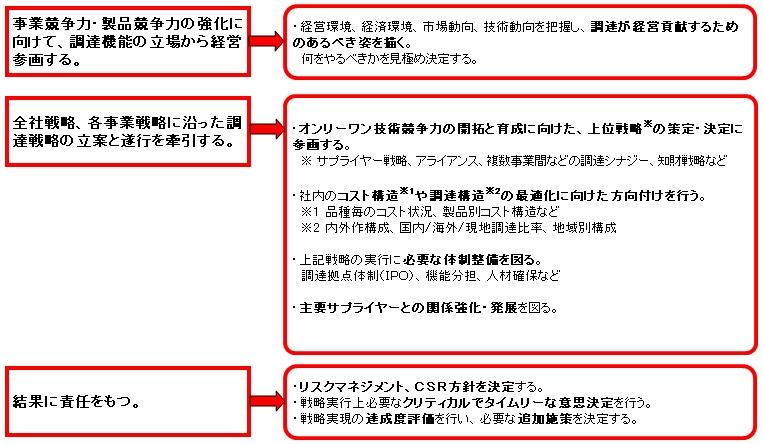 事業競争力・製品競争力の強化に
向けて、調達機能の立場から経営
参画する。
・経営環境、経済環境、市場動向、技術動向を把握し、調達が経営貢献するため
のあるべき姿を描く。
何をやるべきかを見極め決定する。
全社戦略、各事業戦略に沿った調
達戦略の立案と遂行を牽引する。
・オンリーワン技術競争力の開拓と育成に向けた、上位戦略※の策定・決定に
参画する。
※ サプライヤー戦略、アライアンス、複数事業間などの調達シナジー、知財戦略など
・社内のコスト構造※1や調達構造※2の最適化に向けた方向付けを行う。
※1 品種毎のコスト状況、製品別コスト構造など
※2 内外作構成、国内/海外/現地調達比率、地域別構成
・上記戦略の実行に必要な体制整備を図る。
調達拠点体制(IPO)、機能分担、人材確保など
・主要サプライヤーとの関係強化・発展を図る。
結果に責任をもつ。
・リスクマネジメント、CSR方針を決定する。
・戦略実行上必要なクリティカルでタイムリーな意思決定を行う。
・戦略実現の達成度評価を行い、必要な追加施策を決定する。